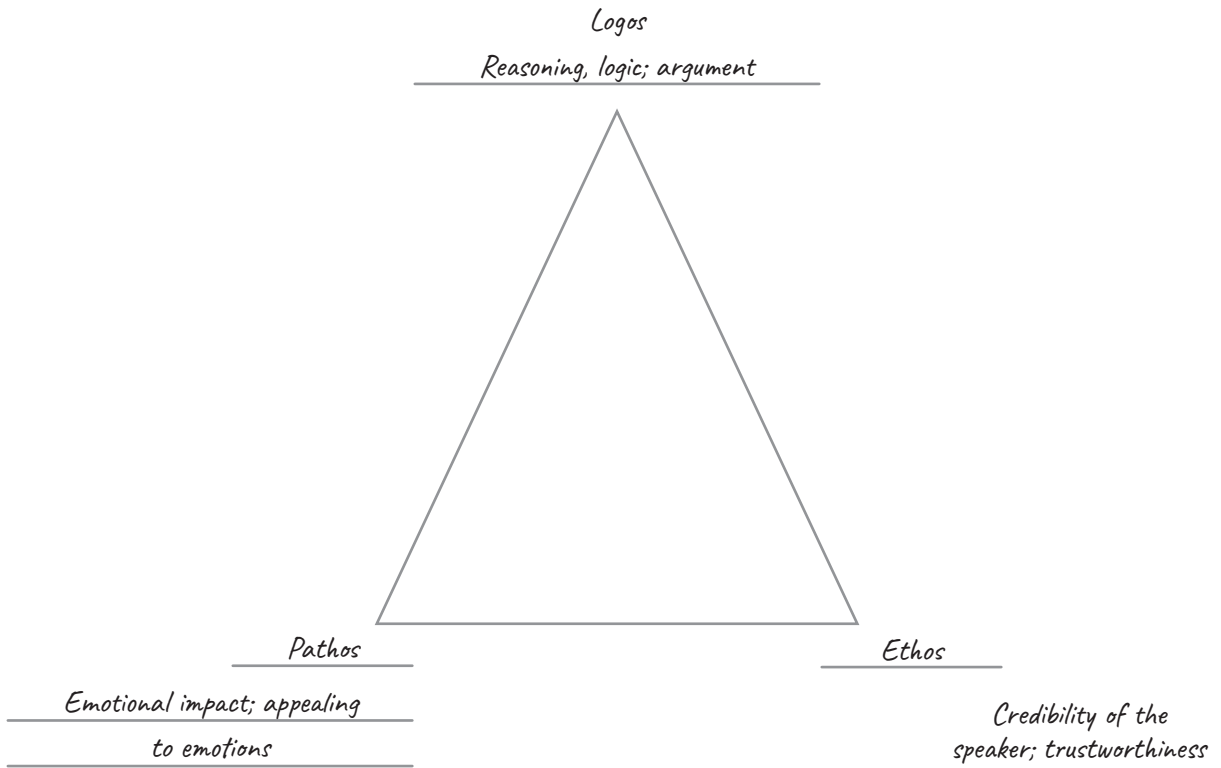 Logos
Reasoning, logic; argument
Pathos
Emotional impact; appealing
to emotions
Ethos
Credibility of the
speaker; trustworthiness